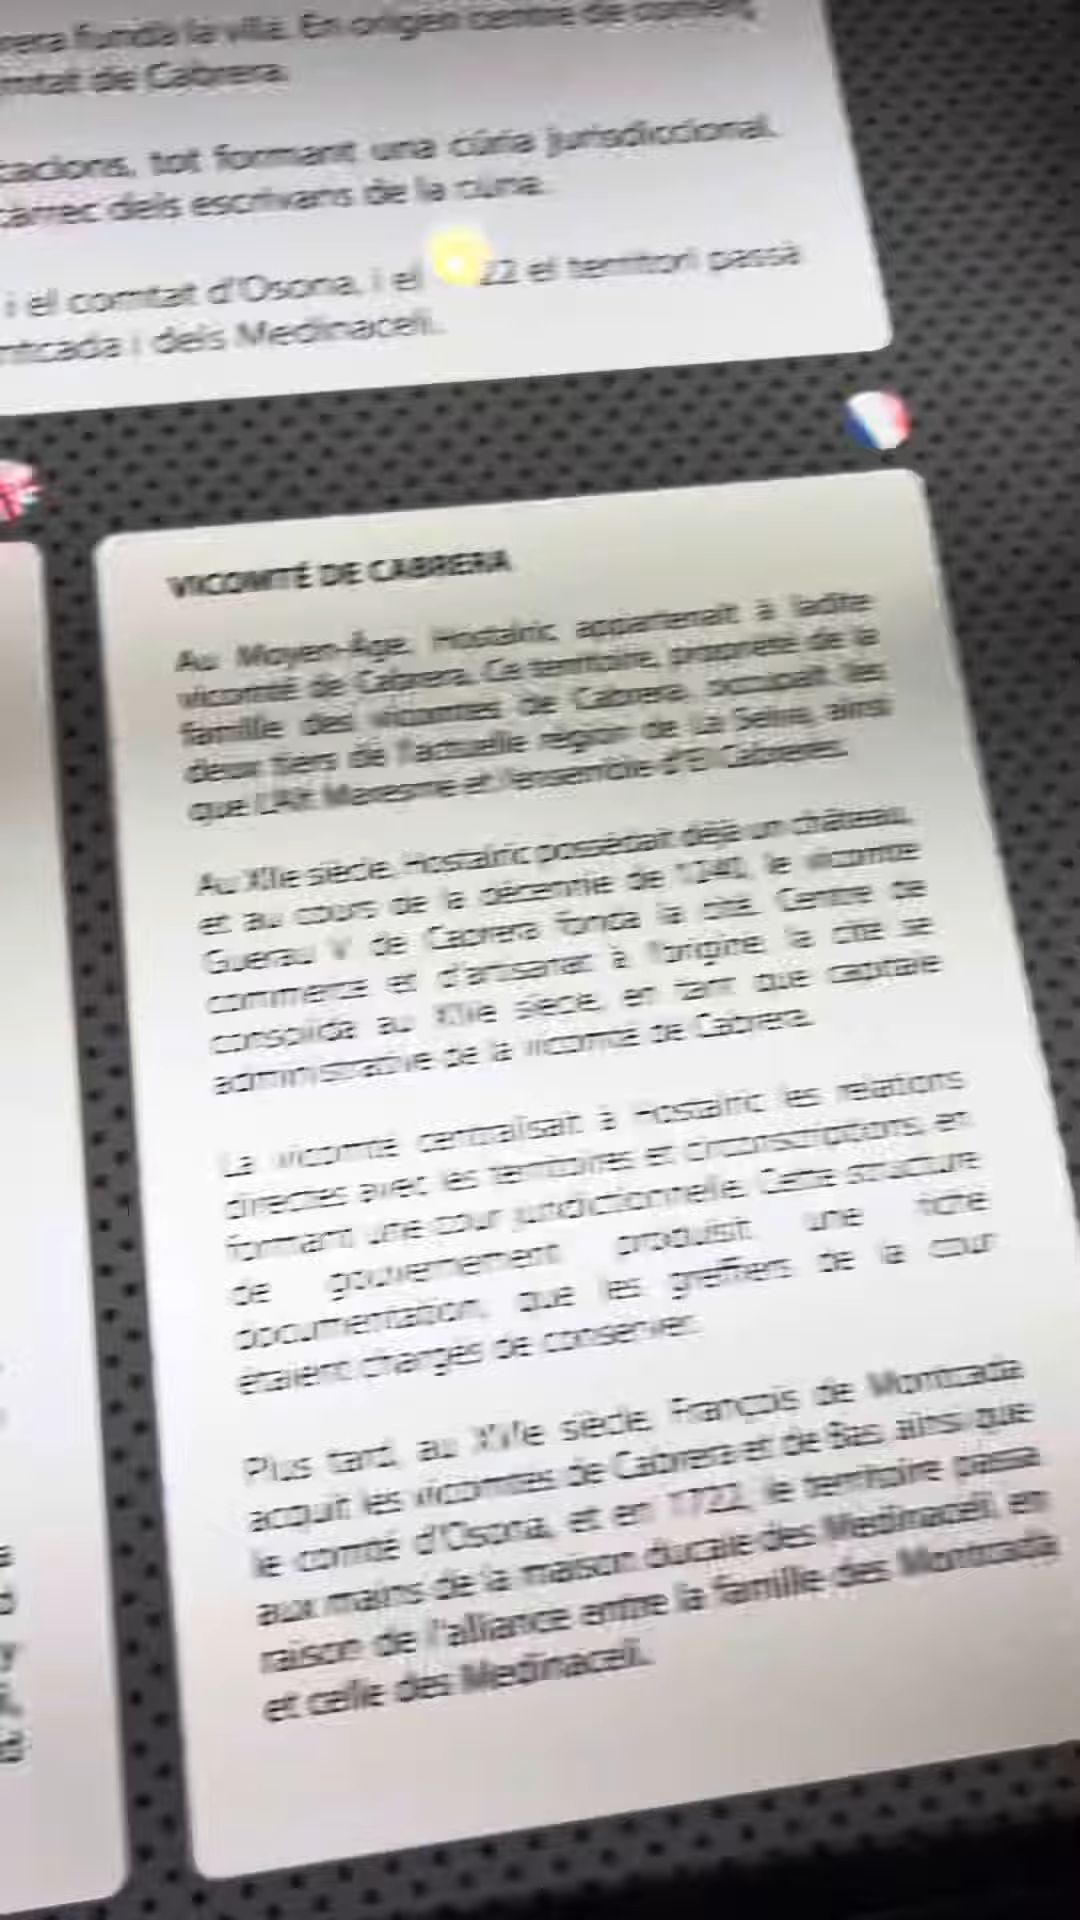 rera fundà la vila. En origen centre de comerç
mtat de Cabrera.
cacions, tot formant una cúria jurisdiccional.
càrrec dels escrivans de la cúria.
i el comtat d'Osona, i el 22 el territori passà
ntcada i dels Medinaceli.
VICOMTÉ DE CABRERA
Au Moyen-Âge, Hostalric appartenait à ladite
vicomté de Cabrera. Ce territoire, propriété de la
famille des vicomtes de Cabrera, occupait les
deux tiers de l'actuelle région de La Selva, ainsi
que L'Alt Maresme et l'ensemble d'El Cabrerès.
Au XIIe siècle, Hostalric possédait déjà un château,
et au cours de la décennie de 1240, le vicomte
Guerau V de Cabrera fonda la cité. Centre de
commerce et d'artisanat à l'origine, la cité se
consolida au XIVe siècle, en tant que capitale
administrative de la vicomté de Cabrera.
La vicomté centralisait à Hostalric les relations
directes avec les territoires et circonscriptions, en
formant une cour juridictionnelle. Cette structure
de gouvernement produisit une riche
documentation, que les greffiers de la cour
étaient chargés de conserver.
Plus tard, au XVIe siècle, François de Montcada
acquit les vicomtés de Cabrera et de Bas, ainsi que
le comté d'Osona, et en 1722, le territoire passa
aux mains de la maison ducale des Medinaceli, en
raison de l'alliance entre la famille des Montcada
et celle des Medinaceli.